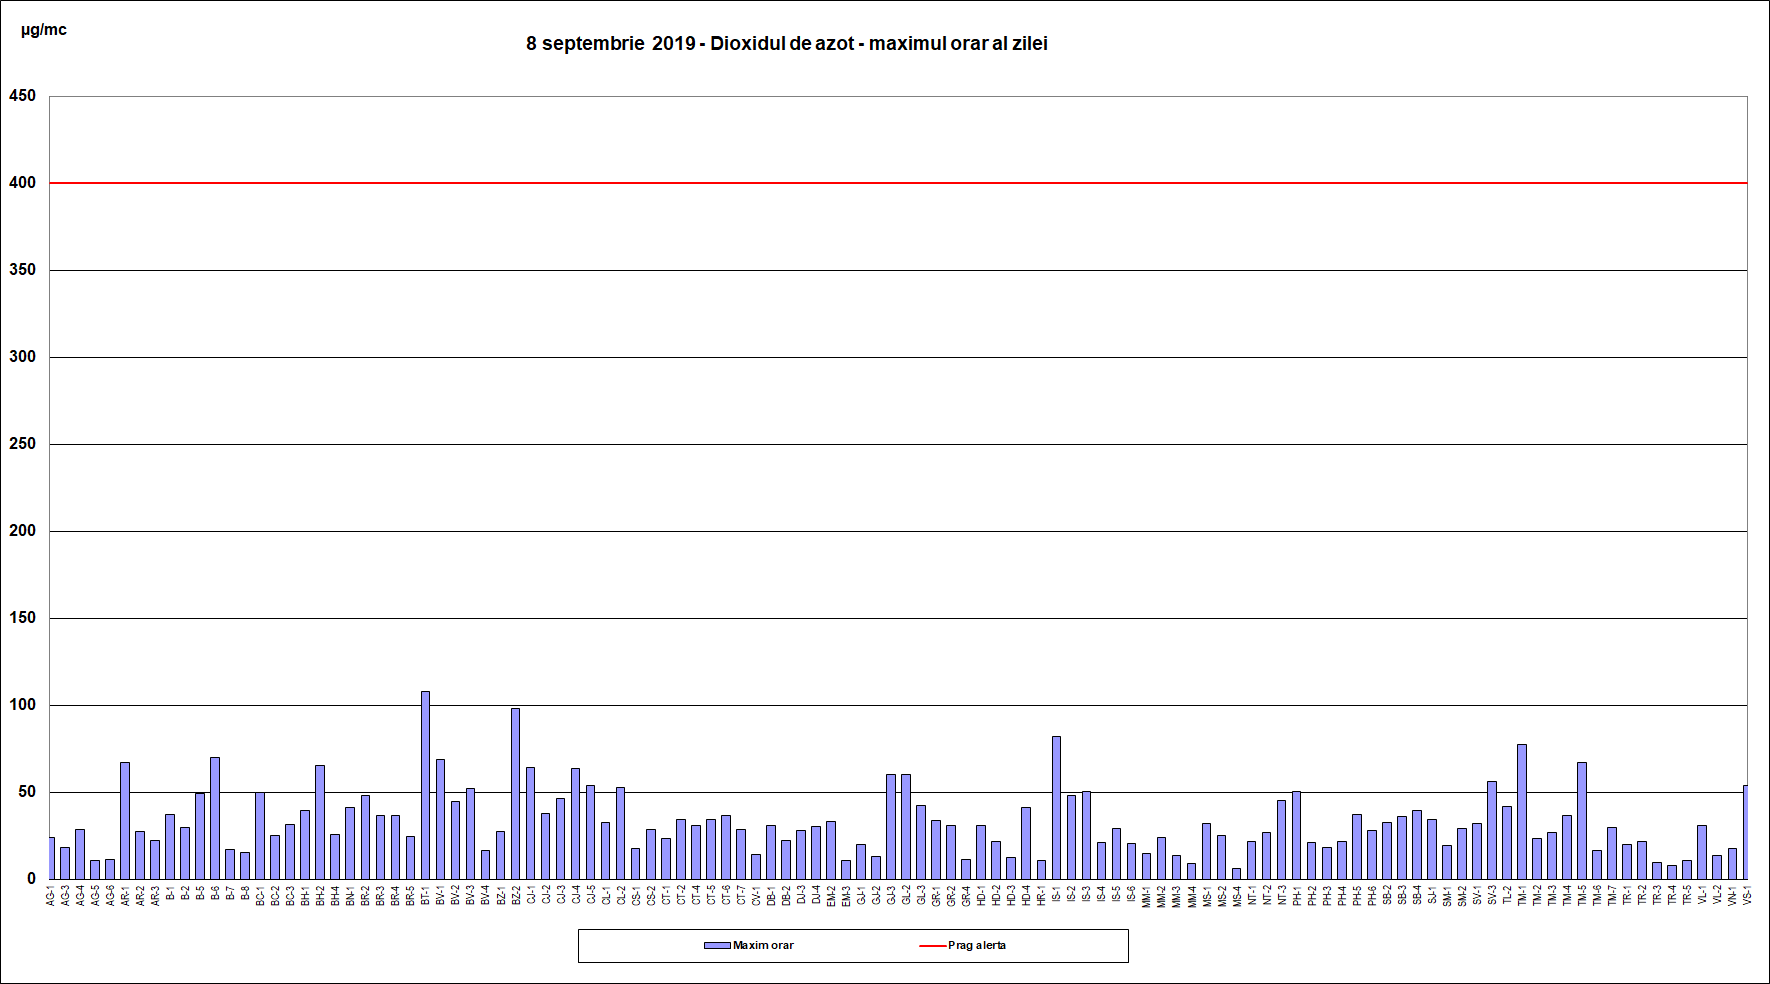 µg/mc
8 septembrie 2019 - Dioxidul de azot - maximul orar al zilei
450
400
350
300
250
200
150
100
50
0
AG-1 AG-3 AG-4 AG-5 AG-6 AR-1 AR-2 AR-3 B-1 B-2 B-5 B-6 B-7 B-8 BC-1 BC-2 BC-3 BH-1 BH-2 BH-4 BN-1 BR-2 BR-3 BR-4 BR-5 BT-1 BV-1 BV-2 BV-3 BV-4 BZ-1 BZ-2 CJ-1 CJ-2 CJ-3 CJ-4 CJ-5 CL-1 CL-2 CS-1 CS-2 CT-1 CT-2 CT-4 CT-5 CT-6 CT-7 CV-1 DB-1 DB-2 DJ-3 DJ-4 EM-2 EM-3 GJ-1 GJ-2 GJ-3 GL-2 GL-3 GR-1 GR-2 GR-4 HD-1 HD-2 HD-3 HD-4 HR-1 IS-1 IS-2 IS-3 IS-4 IS-5 IS-6 MM-1 MM-2 MM-3 MM-4 MS-1 MS-2 MS-4 NT-1 NT-2 NT-3 PH-1 PH-2 PH-3 PH-4 PH-5 PH-6 SB-2 SB-3 SB-4 SJ-1 SM-1 SM-2 SV-1 SV-3 TL-2 TM-1 TM-2 TM-3 TM-4 TM-5 TM-6 TM-7 TR-1 TR-2 TR-3 TR-4 TR-5 VL-1 VL-2 VN-1 VS-1
Maxim orar
Prag alerta